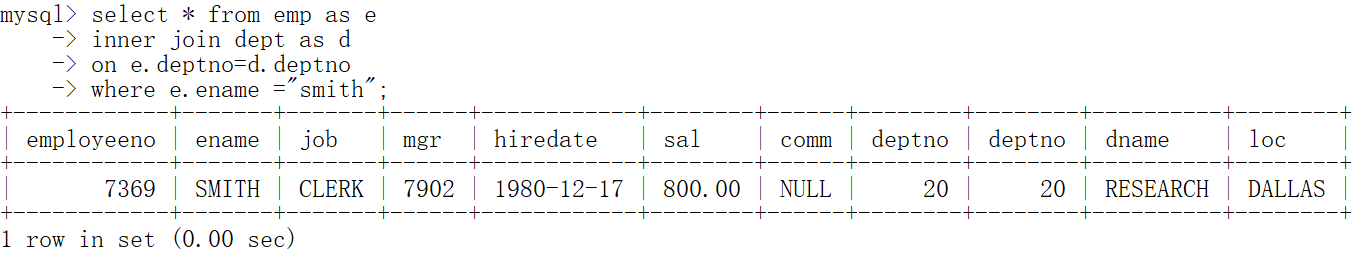 mysql> select * from emp as e
    -> inner join dept as d
    -> on e.deptno=d.deptno
    -> where e.ename ="smith";
+------------+-------+-------+------+------------+--------+------+--------+--------+----------+--------+
| employeeno | ename | job   | mgr  | hiredate   | sal    | comm | deptno | deptno | dname    | loc    |
+------------+-------+-------+------+------------+--------+------+--------+--------+----------+--------+
|       7369 | SMITH | CLERK | 7902 | 1980-12-17 | 800.00 | NULL |     20 |     20 | RESEARCH | DALLAS |
+------------+-------+-------+------+------------+--------+------+--------+--------+----------+--------+
1 row in set (0.00 sec)